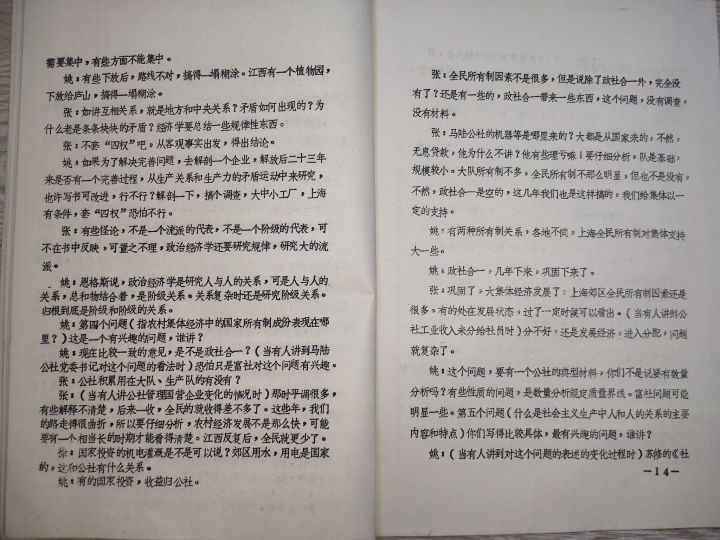 需要集中，有些方面不能集中。
姚：有些下放后，路线不对，搞得一塌糊涂。江西有一个植物园，
下放给庐山，搞得一塌糊涂。
张：如讲互相关系，就是地方和中央关系？矛盾如何出现的？为
什么老是条条块块的矛盾？经济学要总结一些规律性东西。
张：不套“四权”吧，从客观事实出发，得出结论。
姚：如果为了解决完善问题，去解剖一个企业，解放后二十三年
来是否有一个完善过程，从生产关系和生产力的矛盾运动中来研究，
也许写书可改进，行不行？解剖一下，搞个调查，大中小工厂，上海
有条件，套“四权”恐怕不行。
张：有些怪论，不是一个流派的代表，不是一个阶级的代表，可
不在书中反映，可置之不理，政治经济学还要研究规律，研究大的流
派。
姚：恩格斯说，政治经济学是研究人与人的关系，可是人与人的
关系，总和物结合着，是阶级关系。关系复杂时还是研究阶级关系。
归根到底是阶级和阶级的关系。
姚：第四个问题（指农村集体经济中的国家所有制成份表现在哪
里？）这是一个有兴趣的问题，谁讲？
姚：现在比较一致的意见，是不是政社合一？（当有人讲到马陆
公社党委书记对这个问题的看法时）恐怕只是富社对这个问题有兴趣。
张：公社积累用在大队、生产队的有没有？
张：（当有人讲公社管理国营企业变化的情况时）那时平调很多，
有些解释不清楚，后来一收，全民的就收得差不多了。这些年，我们
的路走得很曲折，所以要仔细分析，农村经济发展不是那么快，可能
要有一个相当长的时期才能看得清楚。江西反复后，全民就更少了。
徐：国家投资的机电灌溉是不是可以说？郊区用水，用电是国家
的，这和公社有什么关系。
姚：有的国家投资，收益归公社。
张：全民所有制因素不是很多，但是说除了政社合一外，完全没
有了？还是有一些的，政社合一带来一些东西，这个问题，没有调查，
没有材料。
张：马陆公社的机器等是哪里来的？大都是从国家来的，不然，
无息贷款，他为什么不讲？他有些理亏嘛！要仔细分析，队是基础，
规模较小。大队所有制不多。全民所有制不那么明显，但也不是没有，
不然，政社合一是空的，这几年我们也是这样搞的，我们给集体以一
定的支持。
姚：有两种所有制关系，各地不同，上海全民所有制对集体支持
大一些。
姚：政社合一，几年下来，巩固下来了。
张：巩固了，大集体经济发展了，上海郊区全民所有制因素还是
很多。有的处在发展状态，过了一定时候可以看出。（当有人讲到公
社工业收入未分给社员时）分不好，还是发展经济，进入分配，问题
就复杂了。
姚：这个问题，要有一个公社的典型材料，你们不是说要有数量
分析吗？有些性质的问题，是数量分析规定质量界线。富社问题可能
明显一些。第五个问题（什么是社会主义生产中人和人的关系的主要
内容和特点）你们写得比较具体，最有兴趣的问题，谁讲？
姚：（当有人讲到对这个问题的表述的变化过程时）苏修的《社
—14—